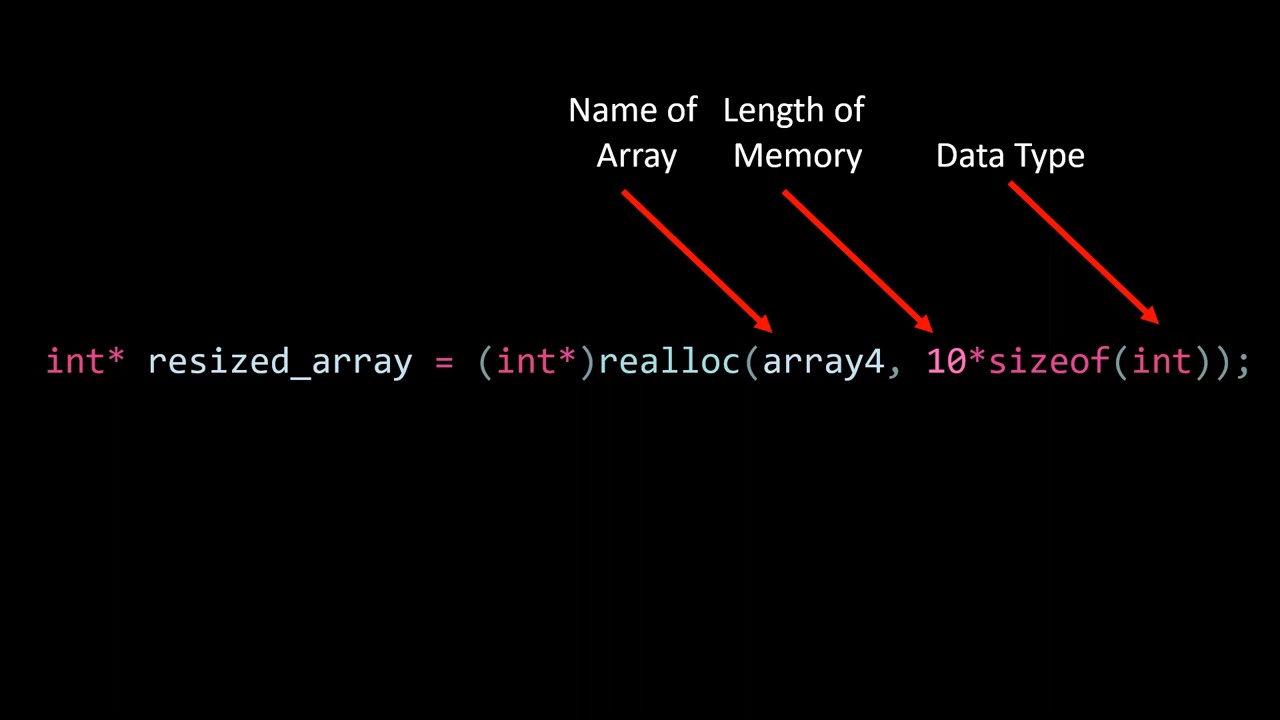 Name of
Array
Length of
Memory
Data Type
int* resized_array = (int*)realloc(array4, 10*sizeof(int));